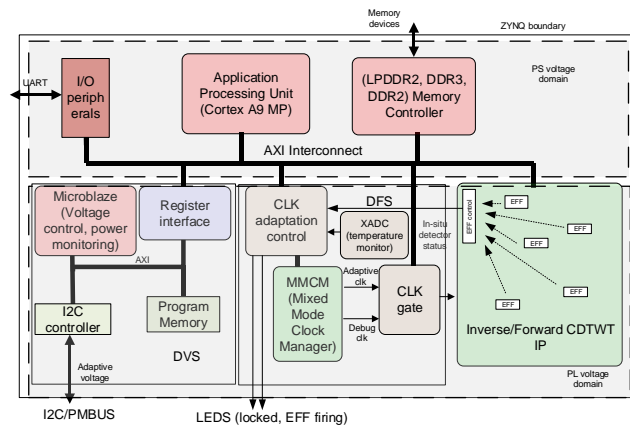 Memory
devices
ZYNQ boundary
UART
I/O
periph
erals
Application
Processing Unit
(Cortex A9 MP)
(LPDDR2, DDR3,
DDR2) Memory
Controller
PS voltage
domain
AXI Interconnect
Microblaze
(Voltage
control, power
monitoring)
Register
interface
CLK
adaptation
control
DFS
XADC
(temperature
monitor)
In-situ
detector
status
EFF control
EFF
EFF
EFF
EFF
EFF
AXI
I2C
controller
Program
Memory
MMCM
(Mixed
Mode
Clock
Manager)
Adaptive
clk
Debug
clk
CLK
gate
Inverse/Forward CDTWT
IP
Adaptive
voltage
DVS
PL voltage
domain
I2C/PMBUS
LEDS (locked, EFF firing)